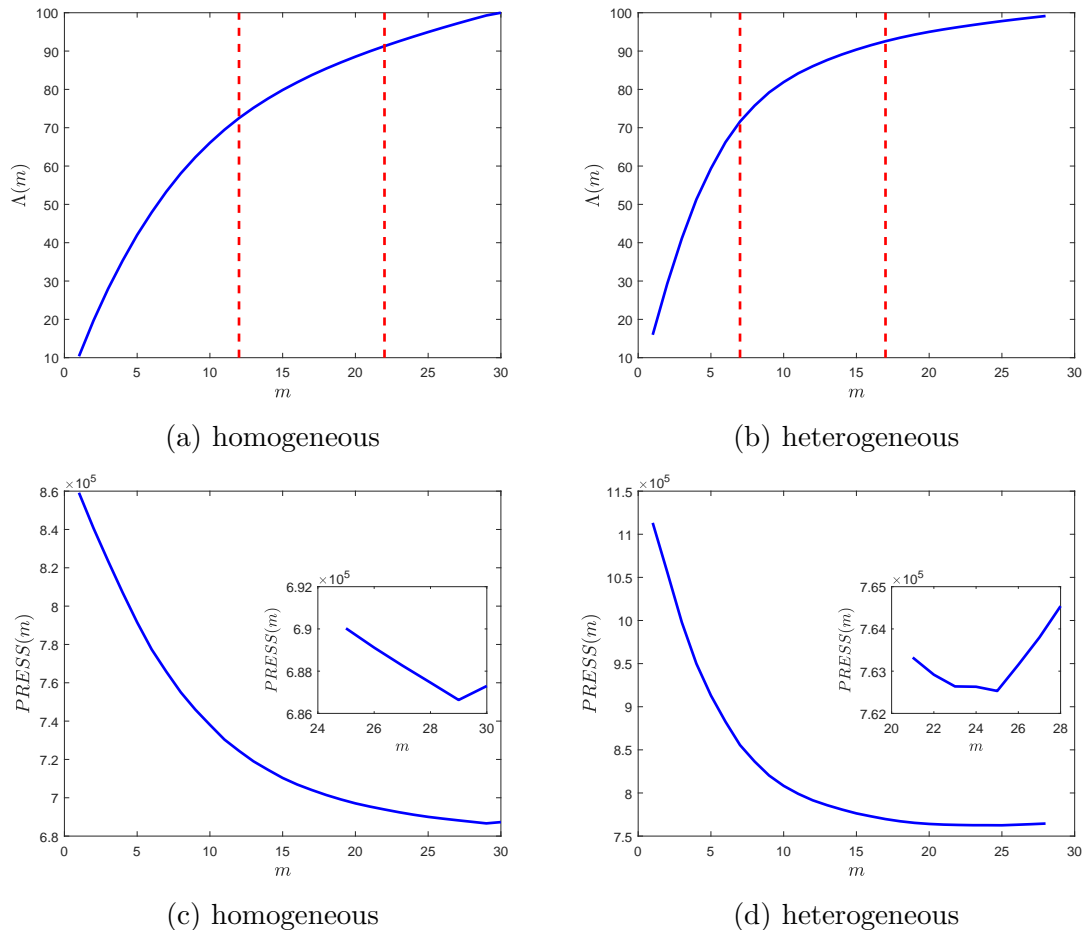 100
90
80
70
60
50
40
30
20
10
Λ(m)
0 5 10 15 20 25 30
m
(a) homogeneous
100
90
80
70
60
50
40
30
20
10
Λ(m)
0 5 10 15 20 25 30
m
(b) heterogeneous
×10^5
8.6
8.4
8.2
8
7.8
7.6
7.4
7.2
7
6.8
PRESS(m)
0 5 10 15 20 25 30
m
×10^5
6.92
6.9
6.88
6.86
PRESS(m)
24 26 28 30
m
(c) homogeneous
×10^5
11.5
11
10.5
10
9.5
9
8.5
8
7.5
PRESS(m)
0 5 10 15 20 25 30
m
×10^5
7.65
7.64
7.63
7.62
PRESS(m)
20 22 24 26 28
m
(d) heterogeneous